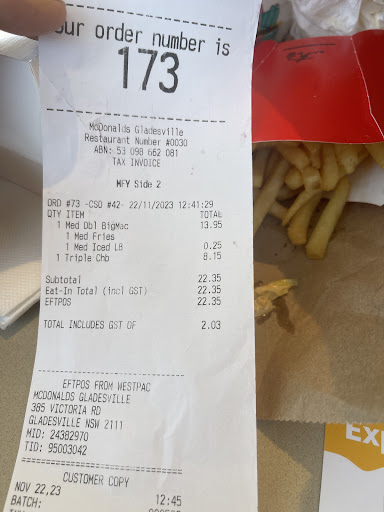 our order number is
173
McDonalds Gladesville
Restaurant Number #0030
ABN: 53 098 662 081
TAX INVOICE
MFY Side 2
ORD #73 -CSO #42- 22/11/2023 12:41:29
QTY ITEM TOTAL
1 Med Dbl BigMac 13.95
1 Med Fries
1 Med Iced LB 0.25
1 Triple Chb 8.15
Subtotal 22.35
Eat-In Total (incl GST) 22.35
EFTPOS 22.35
TOTAL INCLUDES GST OF 2.03
EFTPOS FROM WESTPAC
MCDONALDS GLADESVILLE
385 VICTORIA RD
GLADESVILLE NSW 2111
MID: 24382970
TID: 95003042
CUSTOMER COPY
NOV 22,23 12:45
BATCH:
Exp